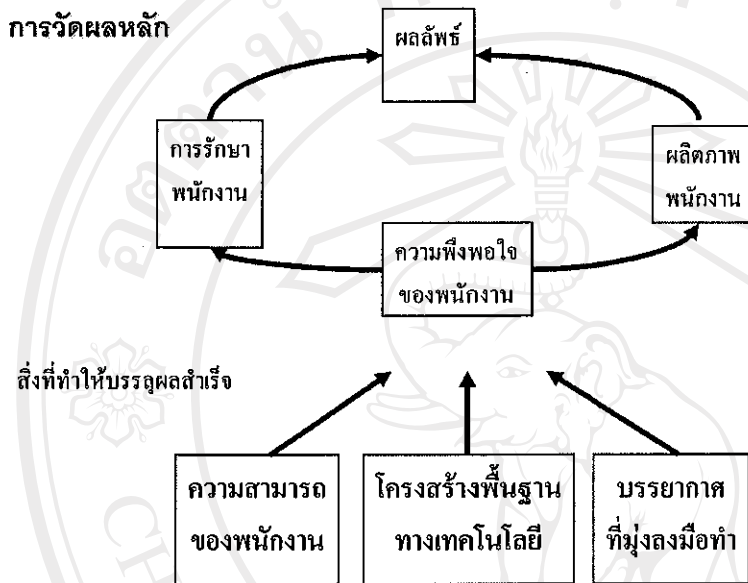 การวัดผลหลัก
ผลลัพธ์
การรักษา
พนักงาน
ผลิตภาพ
พนักงาน
ความพึงพอใจ
ของพนักงาน
สิ่งที่ทำให้บรรลุผลสำเร็จ
ความสามารถ
ของพนักงาน
โครงสร้างพื้นฐาน
ทางเทคโนโลยี
บรรยากาศ
ที่มุ่งลงมือทำ